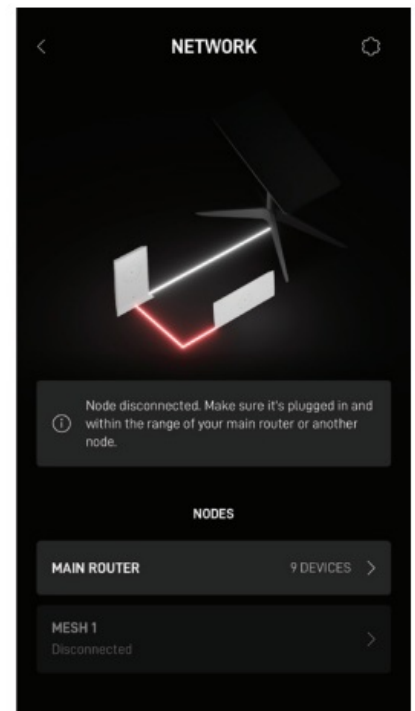 NETWORK
Node disconnected. Make sure it's plugged in and
within the range of your main router or another
node.
NODES
MAIN ROUTER 9 DEVICES
MESH 1
Disconnected